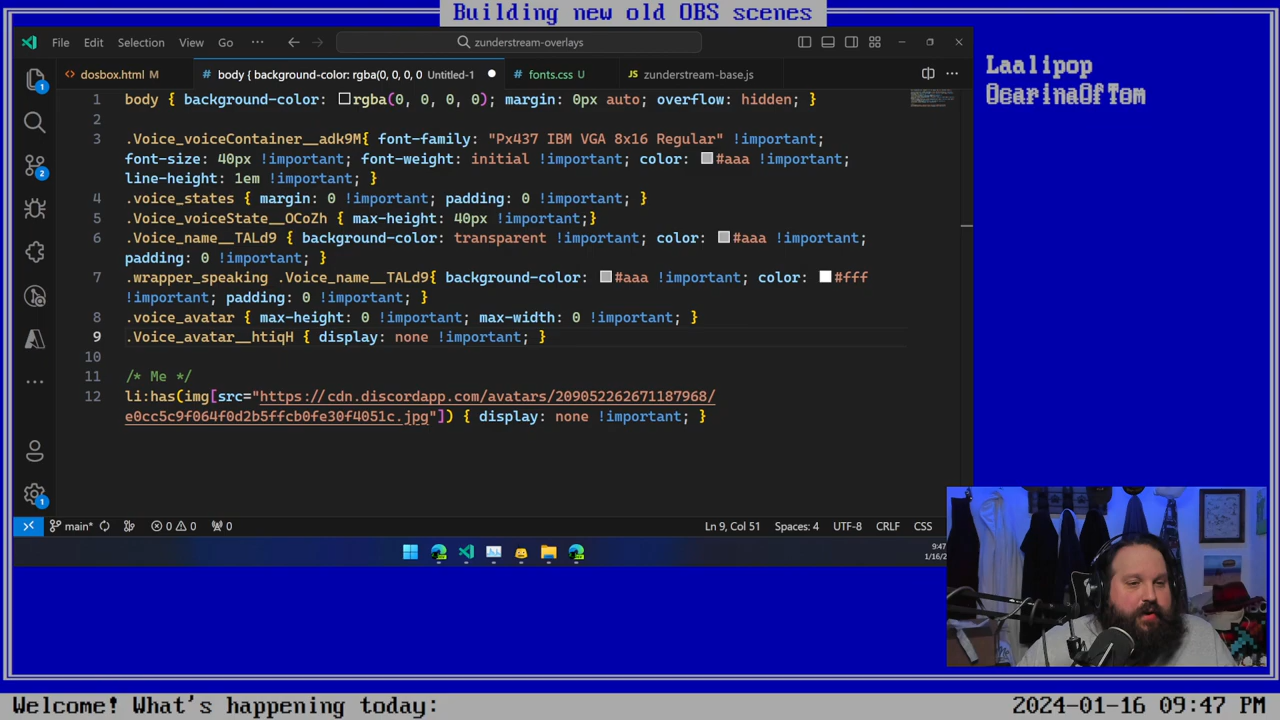 Building new old OBS scenes
File Edit Selection View Go ··· zunderstream-overlays
dosbox.html M body { background-color: rgba(0, 0, 0, 0 Untitled-1 fonts.css U zunderstream-base.js
1 body { background-color: rgba(0, 0, 0, 0); margin: 0px auto; overflow: hidden; }
2
3 .Voice_voiceContainer__adk9M{ font-family: "Px437 IBM VGA 8x16 Regular" !important;
font-size: 40px !important; font-weight: initial !important; color: #aaa !important;
line-height: 1em !important; }
4 .voice_states { margin: 0 !important; padding: 0 !important; }
5 .Voice_voiceState__OCoZh { max-height: 40px !important;}
6 .Voice_name__TALd9 { background-color: transparent !important; color: #aaa !important;
padding: 0 !important; }
7 .wrapper_speaking .Voice_name__TALd9{ background-color: #aaa !important; color: #fff
!important; padding: 0 !important; }
8 .voice_avatar { max-height: 0 !important; max-width: 0 !important; }
9 .Voice_avatar__htiqH { display: none !important; }
10
11 /* Me */
12 li:has(img[src="https://cdn.discordapp.com/avatars/209052262671187968/
e0cc5c9f064f0d2b5ffcb0fe30f4051c.jpg"]) { display: none !important; }
main* 0 0 0 Ln 9, Col 51 Spaces: 4 UTF-8 CRLF CSS
9:47
1/16/2
Laalipop
OcarinaOfTom
Welcome! What's happening today: 2024-01-16 09:47 PM